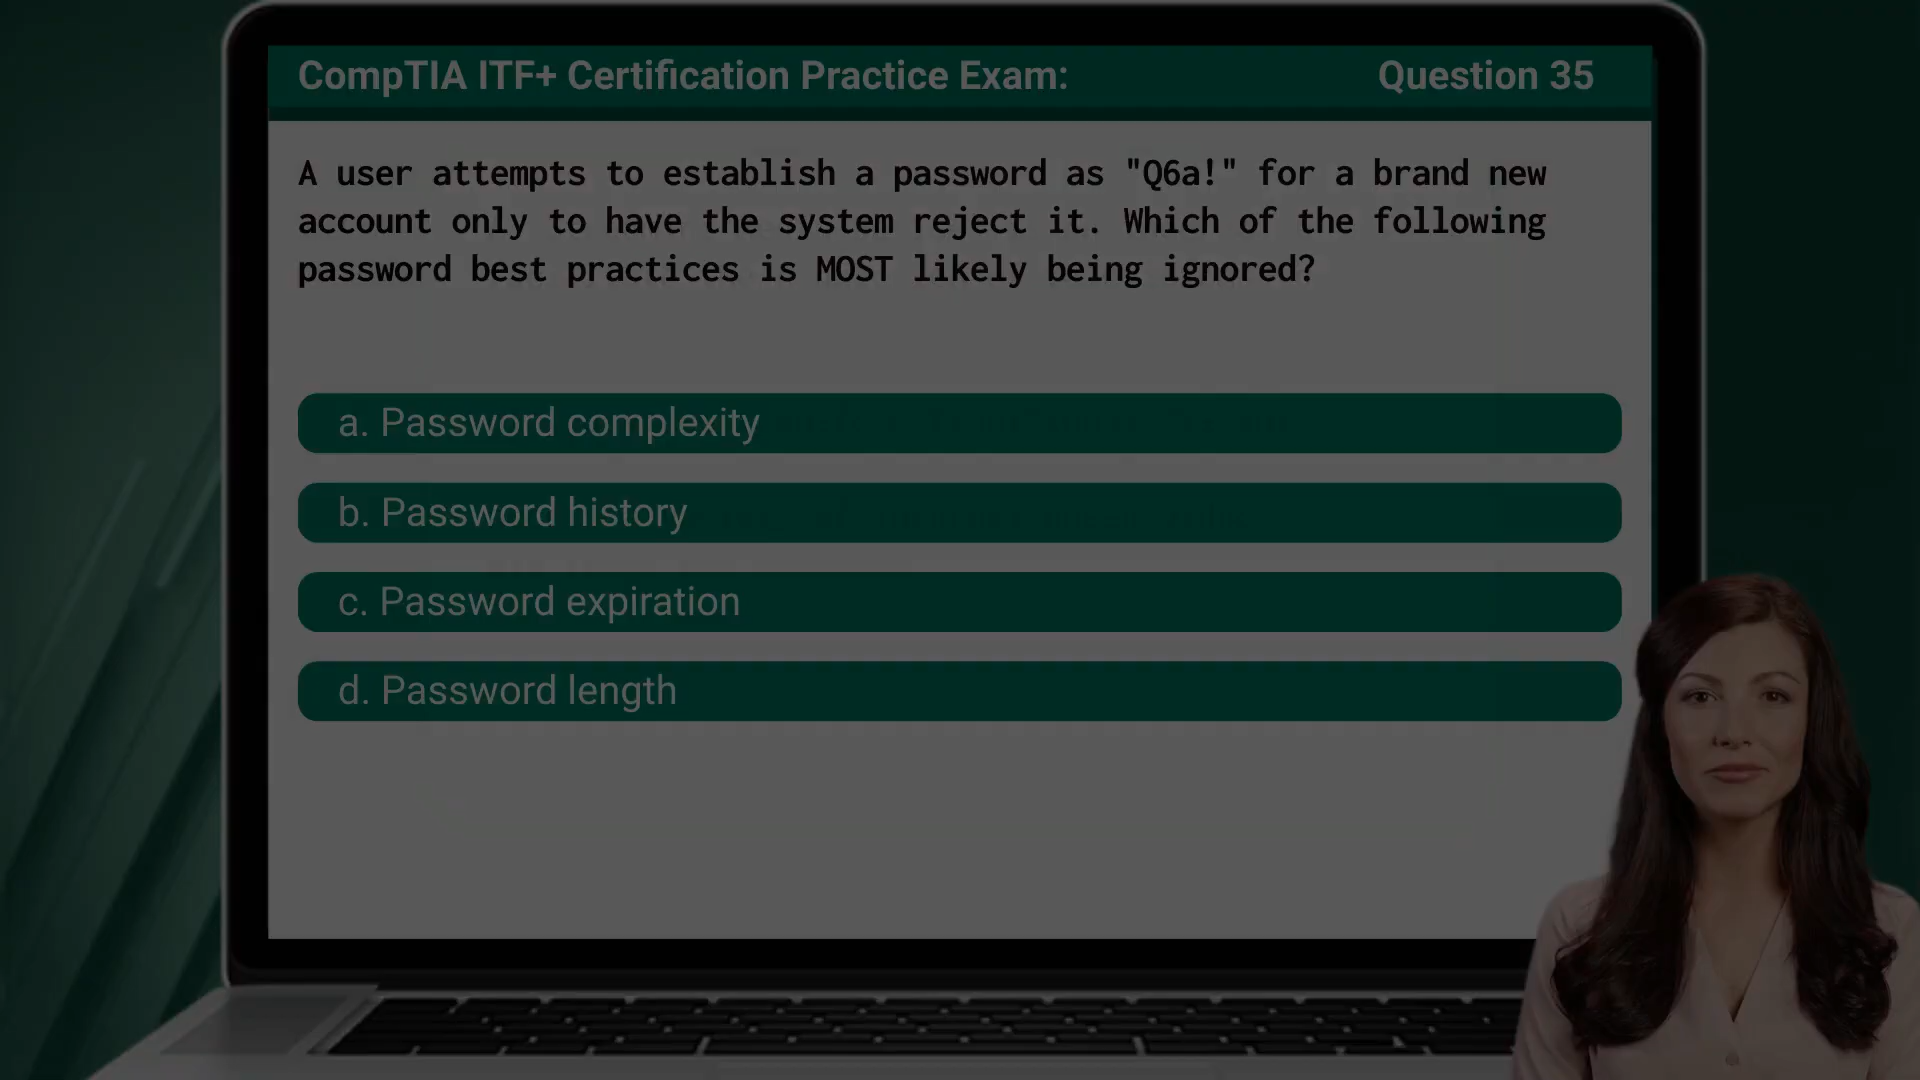 CompTIA ITF+ Certification Practice Exam: Question 35
A user attempts to establish a password as "Q6a!" for a brand new
account only to have the system reject it. Which of the following
password best practices is MOST likely being ignored?
a. Password complexity
b. Password history
c. Password expiration
d. Password length